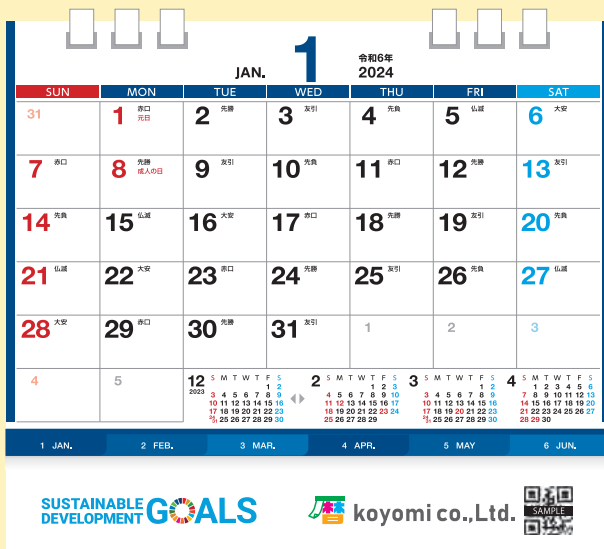 JAN. 1 令和6年
2024
SUN MON TUE WED THU FRI SAT
31 1 赤口 元日 2 先勝 3 友引 4 先負 5 仏滅 6 大安
7 赤口 8 先勝 成人の日 9 友引 10 先負 11 赤口 12 先勝 13 友引
14 先負 15 仏滅 16 大安 17 赤口 18 先勝 19 友引 20 先負
21 仏滅 22 大安 23 赤口 24 先勝 25 友引 26 先負 27 仏滅
28 大安 29 赤口 30 先勝 31 友引 1 2 3
4 5
12 2023
S M T W T F S
1 2
3 4 5 6 7 8 9
10 11 12 13 14 15 16
17 18 19 20 21 22 23
24/31 25 26 27 28 29 30
2
S M T W T F S
1 2 3
4 5 6 7 8 9 10
11 12 13 14 15 16 17
18 19 20 21 22 23 24
25 26 27 28 29
3
S M T W T F S
1 2
3 4 5 6 7 8 9
10 11 12 13 14 15 16
17 18 19 20 21 22 23
24/31 25 26 27 28 29 30
4
S M T W T F S
1 2 3 4 5 6
7 8 9 10 11 12 13
14 15 16 17 18 19 20
21 22 23 24 25 26 27
28 29 30
1 JAN. 2 FEB. 3 MAR. 4 APR. 5 MAY 6 JUN.
SUSTAINABLE
DEVELOPMENT GOALS
暦 koyomi co.,Ltd.
SAMPLE